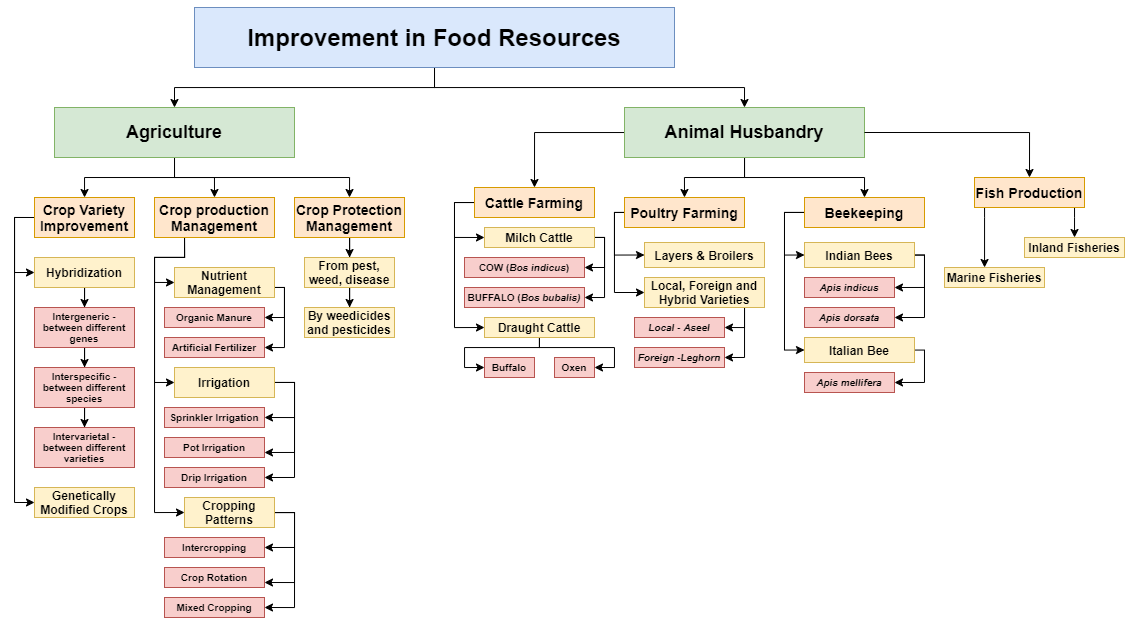 Improvement in Food Resources
Agriculture
Animal Husbandry
Crop Variety
Improvement
Hybridization
Intergeneric -
between different
genes
Interspecific -
between different
species
Intervarietal -
between different
varieties
Genetically
Modified Crops
Crop production
Management
Nutrient
Management
Organic Manure
Artificial Fertilizer
Irrigation
Sprinkler Irrigation
Pot Irrigation
Drip Irrigation
Cropping
Patterns
Intercropping
Crop Rotation
Mixed Cropping
Crop Protection
Management
From pest,
weed, disease
By weedicides
and pesticides
Cattle Farming
Milch Cattle
COW (Bos indicus)
BUFFALO (Bos bubalis)
Draught Cattle
Buffalo
Oxen
Poultry Farming
Layers & Broilers
Local, Foreign and
Hybrid Varieties
Local - Aseel
Foreign -Leghorn
Beekeeping
Indian Bees
Apis indicus
Apis dorsata
Italian Bee
Apis mellifera
Fish Production
Inland Fisheries
Marine Fisheries